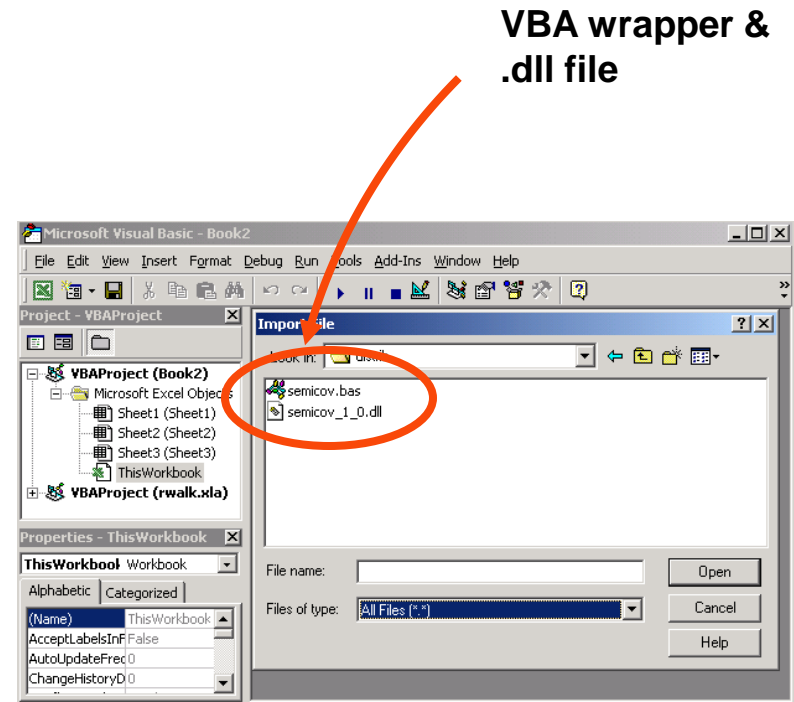 VBA wrapper &
.dll file
Microsoft Visual Basic - Book2
File Edit View Insert Format Debug Run Tools Add-Ins Window Help
Project - VBAProject
VBAProject (Book2)
Microsoft Excel Objects
Sheet1 (Sheet1)
Sheet2 (Sheet2)
Sheet3 (Sheet3)
ThisWorkbook
VBAProject (rwalk.xla)
Properties - ThisWorkbook
ThisWorkbook Workbook
Alphabetic Categorized
(Name) ThisWorkbook
AcceptLabelsInF False
AutoUpdateFrec 0
ChangeHistoryD 0
Import File
Look in:
semicov.bas
semicov_1_0.dll
File name:
Open
Files of type: All Files (*.*)
Cancel
Help